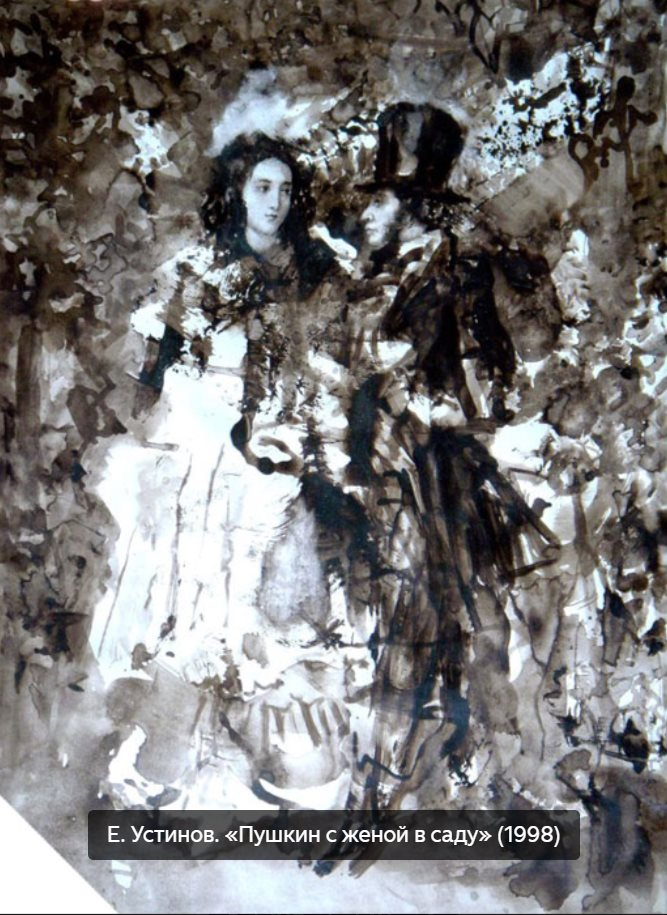 Е. Устинов. «Пушкин с женой в саду» (1998)